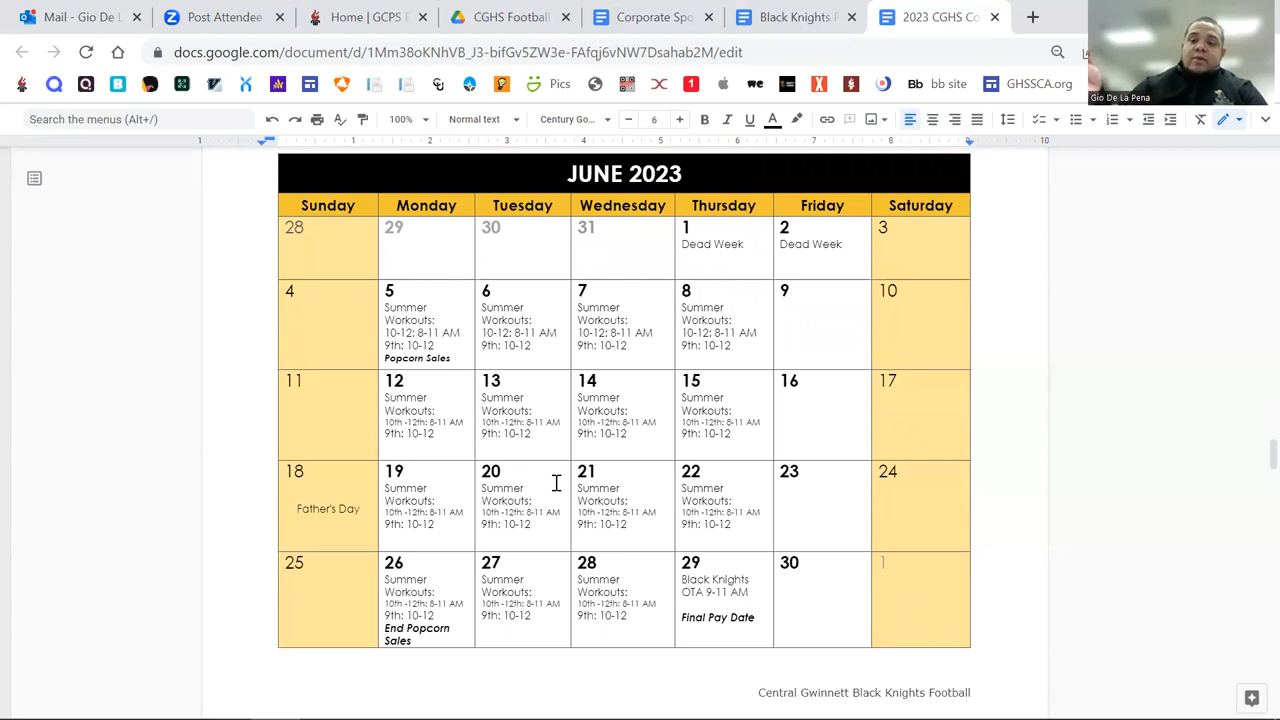 Mail - Gio De L
Zoost Attendee
Home | GCPS E
CGHS Football
Corporate Spo
Black Knights F
2023 CGHS Co
docs.google.com/document/d/1Mm38oKNhVB_J3-bifGv5ZW3e-FAfqj6vNW7Dsahab2M/edit
Pics
bb site
GHSSCA.org
Gio De La Pena
Search the menus (Alt+/)
100%
Normal text
Century Go...
6
JUNE 2023
Sunday Monday Tuesday Wednesday Thursday Friday Saturday
28 29 30 31 1 2 3
Dead Week Dead Week
4 5 6 7 8 9 10
Summer Summer Summer Summer
Workouts: Workouts: Workouts: Workouts:
10-12: 8-11 AM 10-12: 8-11 AM 10-12: 8-11 AM 10-12: 8-11 AM
9th: 10-12 9th: 10-12 9th: 10-12 9th: 10-12
Popcorn Sales
11 12 13 14 15 16 17
Summer Summer Summer Summer
Workouts: Workouts: Workouts: Workouts:
10th -12th: 8-11 AM 10th -12th: 8-11 AM 10th -12th: 8-11 AM 10th -12th: 8-11 AM
9th: 10-12 9th: 10-12 9th: 10-12 9th: 10-12
18 19 20 21 22 23 24
Summer Summer Summer Summer
Father's Day Workouts: Workouts: Workouts: Workouts:
10th -12th: 8-11 AM 10th -12th: 8-11 AM 10th -12th: 8-11 AM 10th -12th: 8-11 AM
9th: 10-12 9th: 10-12 9th: 10-12 9th: 10-12
25 26 27 28 29 30 1
Summer Summer Summer Black Knights
Workouts: Workouts: Workouts: OTA 9-11 AM
10th -12th: 8-11 AM 10th -12th: 8-11 AM 10th -12th: 8-11 AM
9th: 10-12 9th: 10-12 9th: 10-12 Final Pay Date
End Popcorn
Sales
Central Gwinnett Black Knights Football